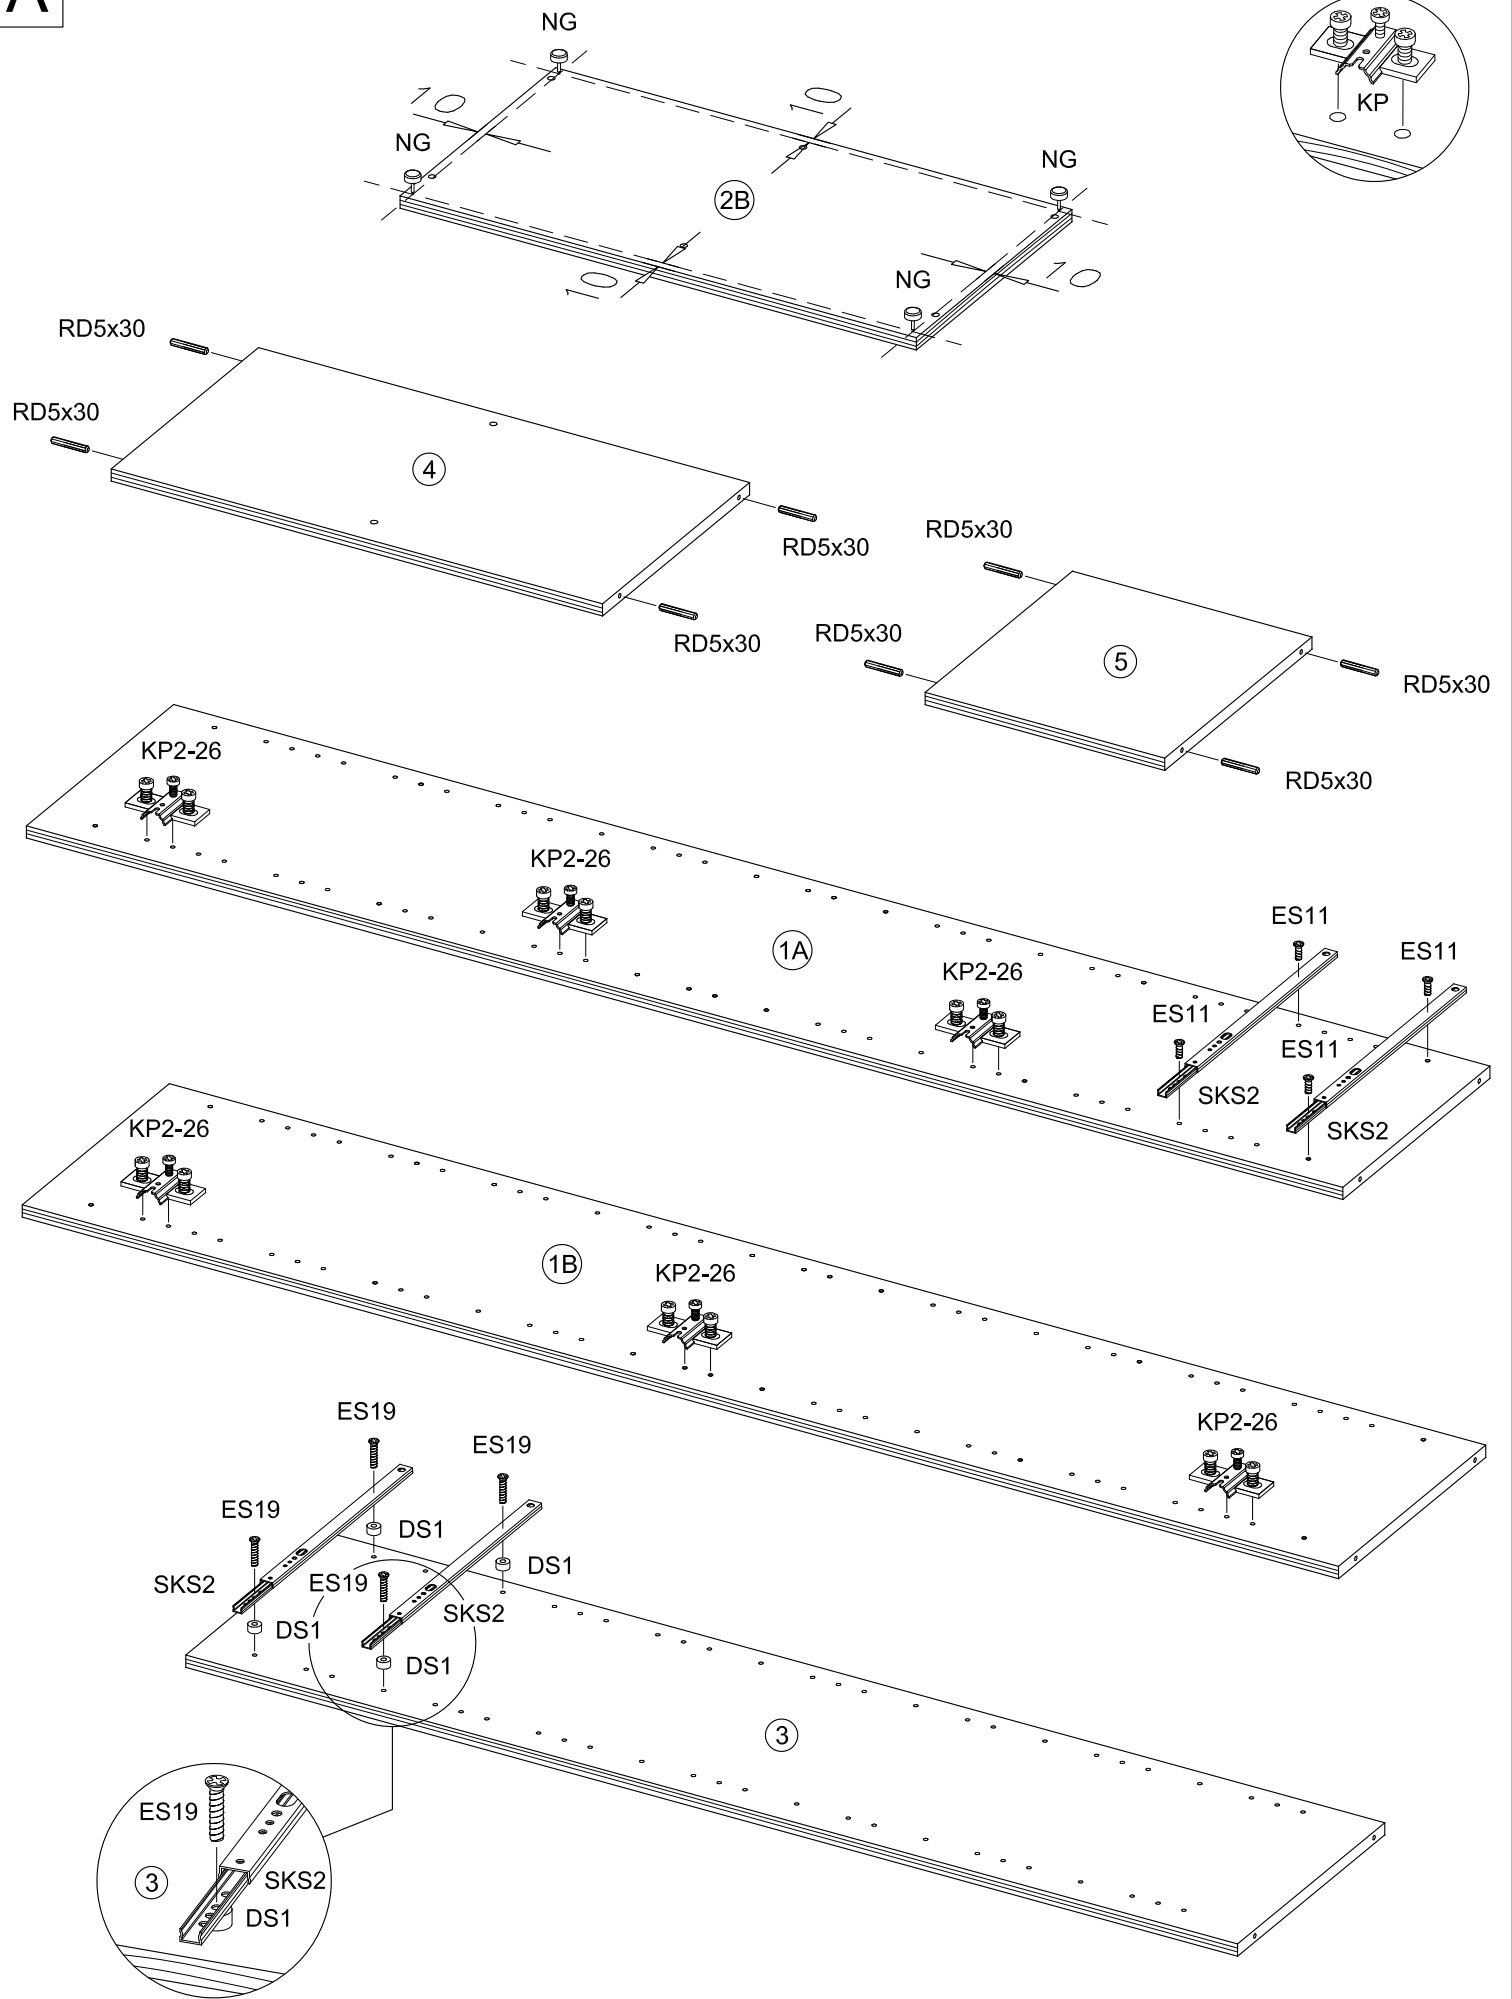 A
NG
KP
10
10
NG
NG
2B
NG
10
10
RD5x30
RD5x30
4
RD5x30
RD5x30
RD5x30
RD5x30
5
RD5x30
RD5x30
KP2-26
KP2-26
1A
KP2-26
ES11
ES11
ES11
ES11
SKS2
SKS2
KP2-26
1B
KP2-26
KP2-26
ES19
ES19
ES19
DS1
DS1
SKS2
ES19
SKS2
DS1
DS1
3
ES19
3
SKS2
DS1